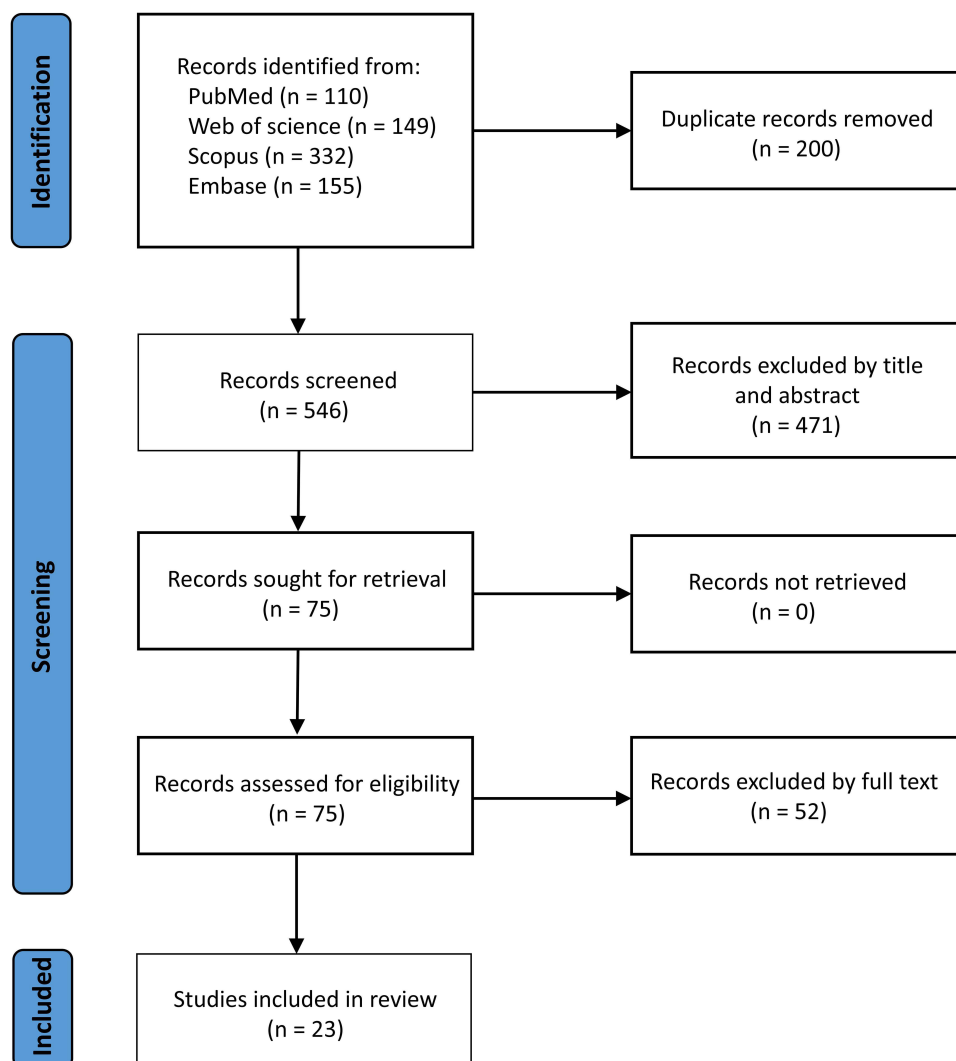 Identification
Records identified from:
PubMed (n = 110)
Web of science (n = 149)
Scopus (n = 332)
Embase (n = 155)
Duplicate records removed
(n = 200)
Screening
Records screened
(n = 546)
Records excluded by title
and abstract
(n = 471)
Records sought for retrieval
(n = 75)
Records not retrieved
(n = 0)
Records assessed for eligibility
(n = 75)
Records excluded by full text
(n = 52)
Included
Studies included in review
(n = 23)